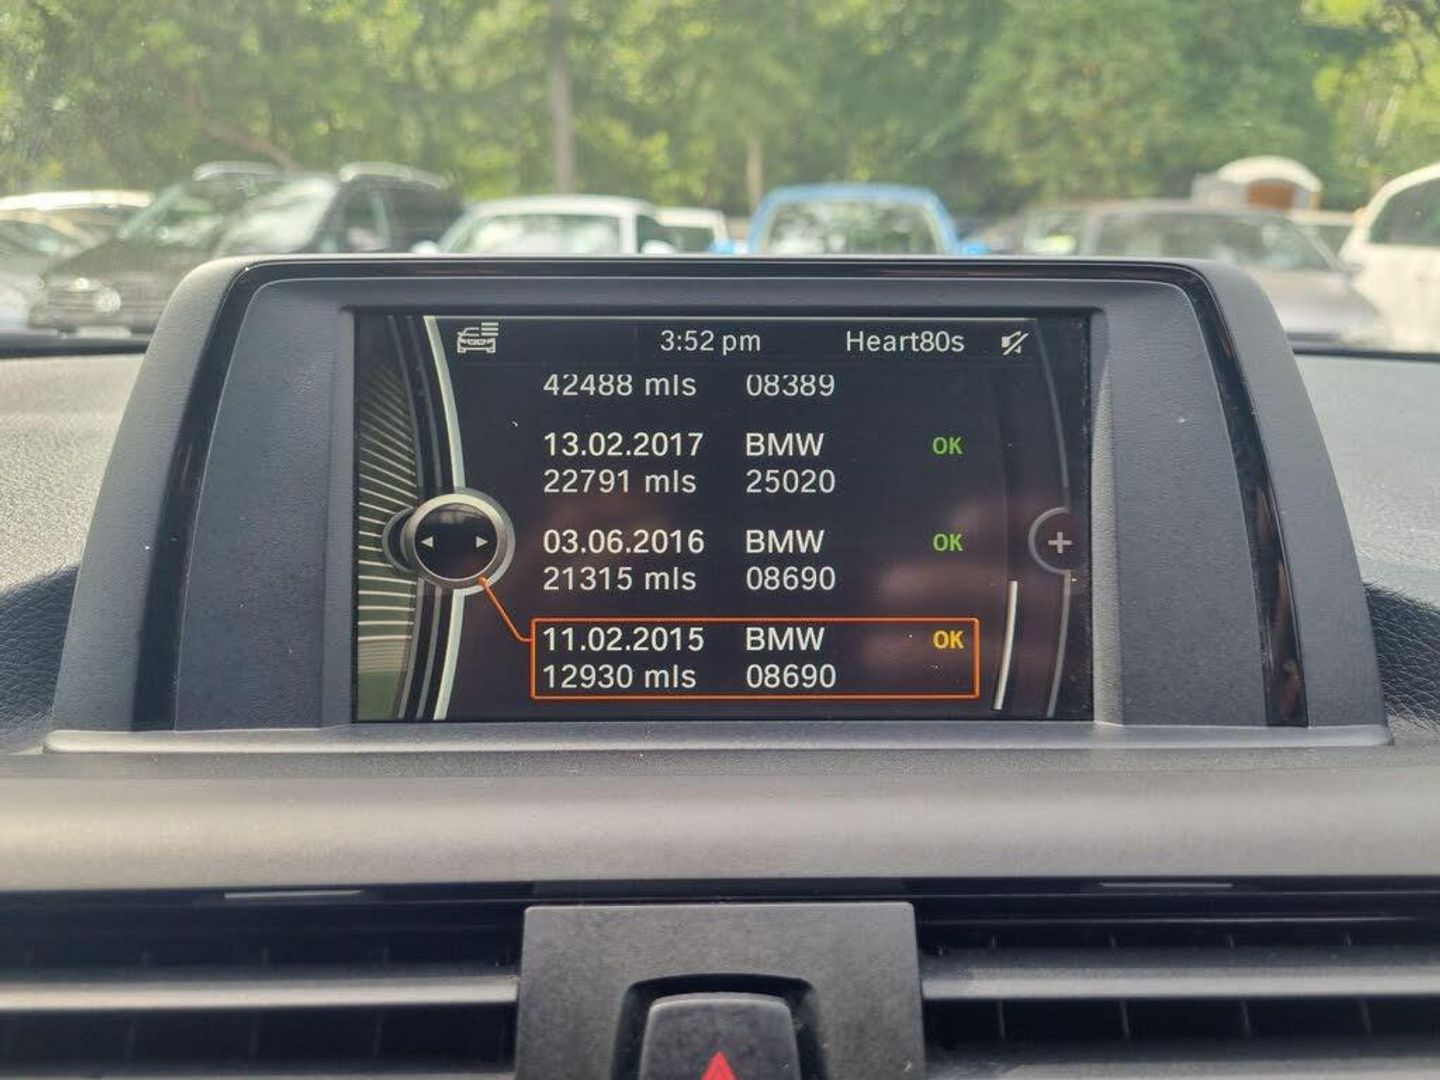 3:52 pm Heart80s
42488 mls 08389
13.02.2017 BMW OK
22791 mls 25020
03.06.2016 BMW OK
21315 mls 08690
11.02.2015 BMW OK
12930 mls 08690